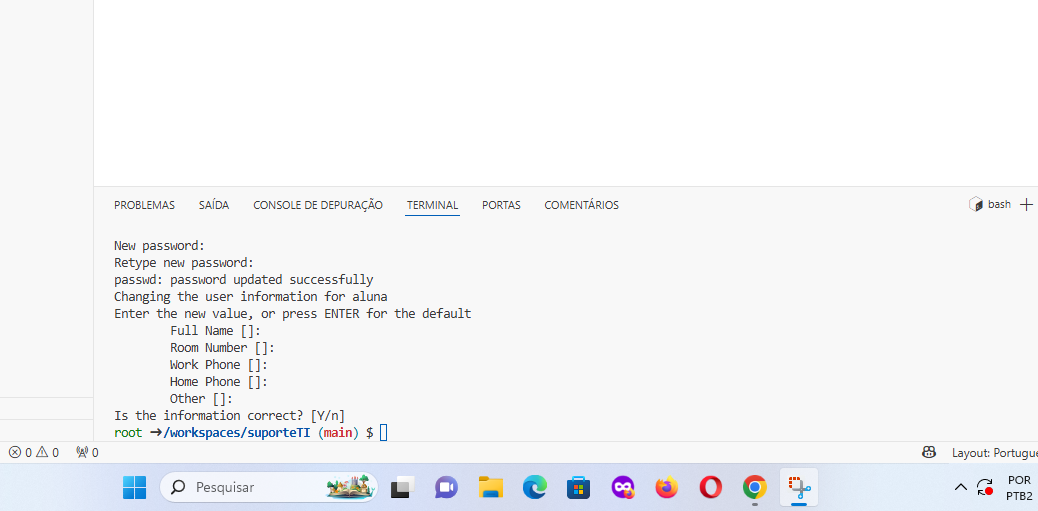 PROBLEMAS SAÍDA CONSOLE DE DEPURAÇÃO TERMINAL PORTAS COMENTÁRIOS bash
New password:
Retype new password:
passwd: password updated successfully
Changing the user information for aluna
Enter the new value, or press ENTER for the default
Full Name []:
Room Number []:
Work Phone []:
Home Phone []:
Other []:
Is the information correct? [Y/n]
root ➜/workspaces/suporteTI (main) $
0 0 0 Layout: Portugue
Pesquisar
POR
PTB2